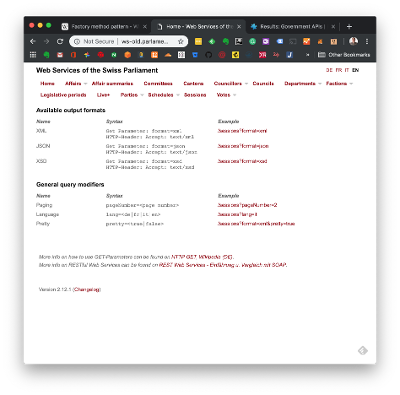 Factory method pattern - W
Home - Web Services of the S
Results: Government APIs |
Not Secure | ws-old.parlame...
Other Bookmarks
Web Services of the Swiss Parliament
DE FR IT EN
Home Affairs Affair summaries Committees Cantons Councillors Councils Departments Factions
Legislative periods Live+ Parties Schedules Sessions Votes
Available output formats
Name Syntax Example
XML Get Parameter: format=xml /sessions?format=xml
HTTP-Header: Accept: text/xml
JSON Get Parameter: format=json /sessions?format=json
HTTP-Header: Accept: text/json
XSD Get Parameter: format=xsd /sessions?format=xsd
HTTP-Header: Accept: text/xsd
General query modifiers
Name Syntax Example
Paging pageNumber=<page number> /sessions?pageNumber=2
Language lang=<de|fr|it|en>
Pretty pretty=<true|false> /sessions?format=xml&pretty=true
More info on how to use GET-Parameters can be found on HTTP GET, Wikipedia (DE).
More info on RESTful Web Services can be found on REST Web Services - Einführung u. Vergleich mit SOAP.
Version 2.12.1 (Changelog)